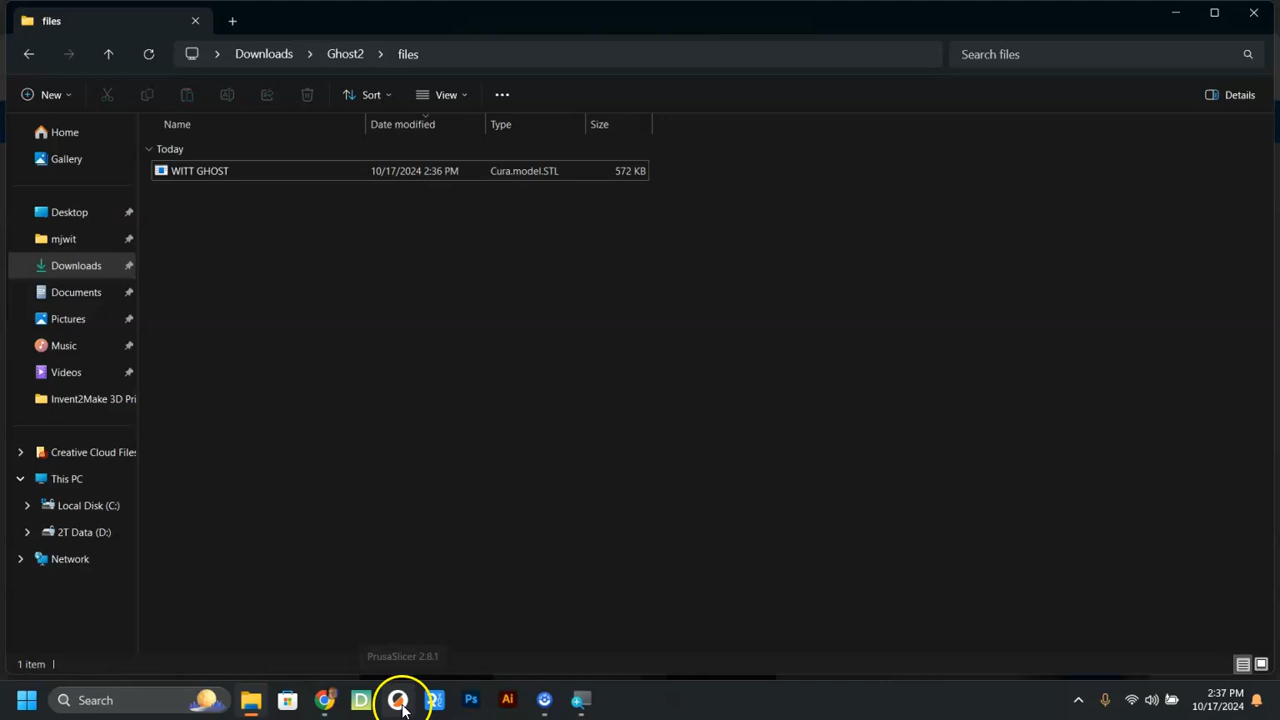 files
Downloads > Ghost2 > files
Search files
New
Sort
View
Details
Name
Date modified
Type
Size
Today
WITT GHOST
10/17/2024 2:36 PM
Cura.model.STL
572 KB
Home
Gallery
Desktop
mjwit
Downloads
Documents
Pictures
Music
Videos
Invent2Make 3D Pri
Creative Cloud Files
This PC
Local Disk (C:)
2T Data (D:)
Network
1 item
PrusaSlicer 2.8.1
Search
D
Ps
Ai
2:37 PM
10/17/2024